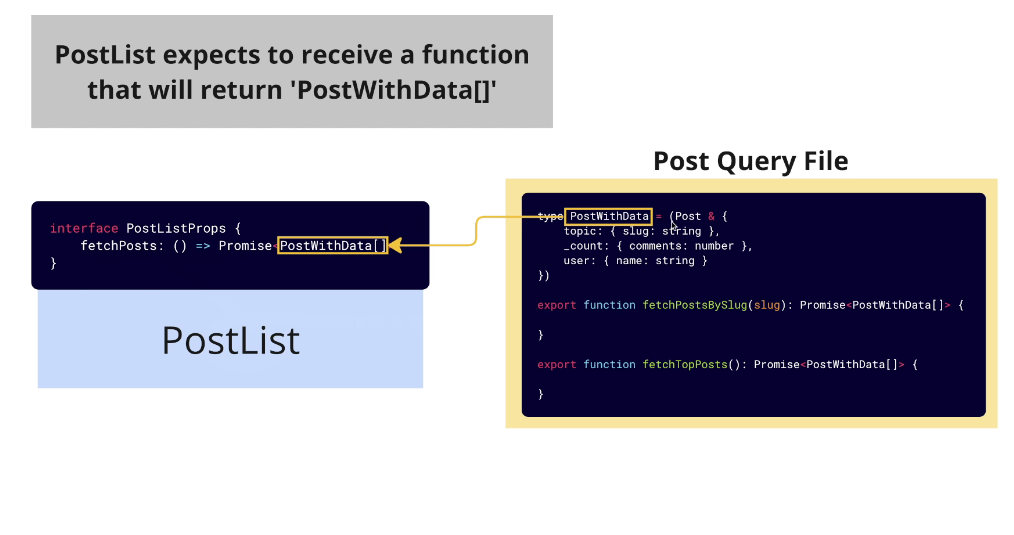 PostList expects to receive a function
that will return 'PostWithData[]'
Post Query File
interface PostListProps {
fetchPosts: () => Promise<PostWithData[]
}
PostList
type PostWithData = (Post & {
topic: { slug: string },
_count: { comments: number },
user: { name: string }
})
export function fetchPostsBySlug(slug): Promise<PostWithData[]> {
}
export function fetchTopPosts(): Promise<PostWithData[]> {
}